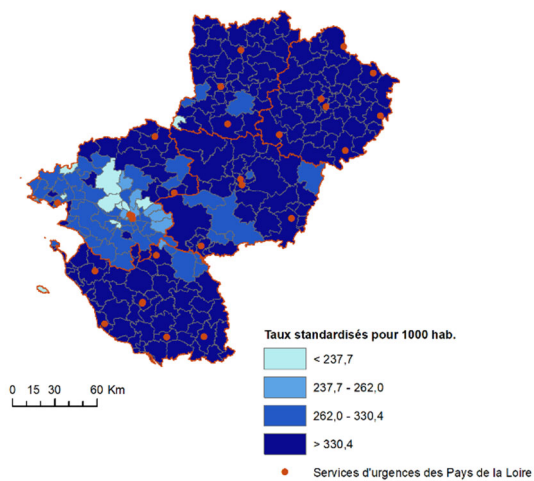 Taux standardisés pour 1000 hab.
< 237,7
237,7 - 262,0
262,0 - 330,4
> 330,4
Services d'urgences des Pays de la Loire
0 15 30 60 Km